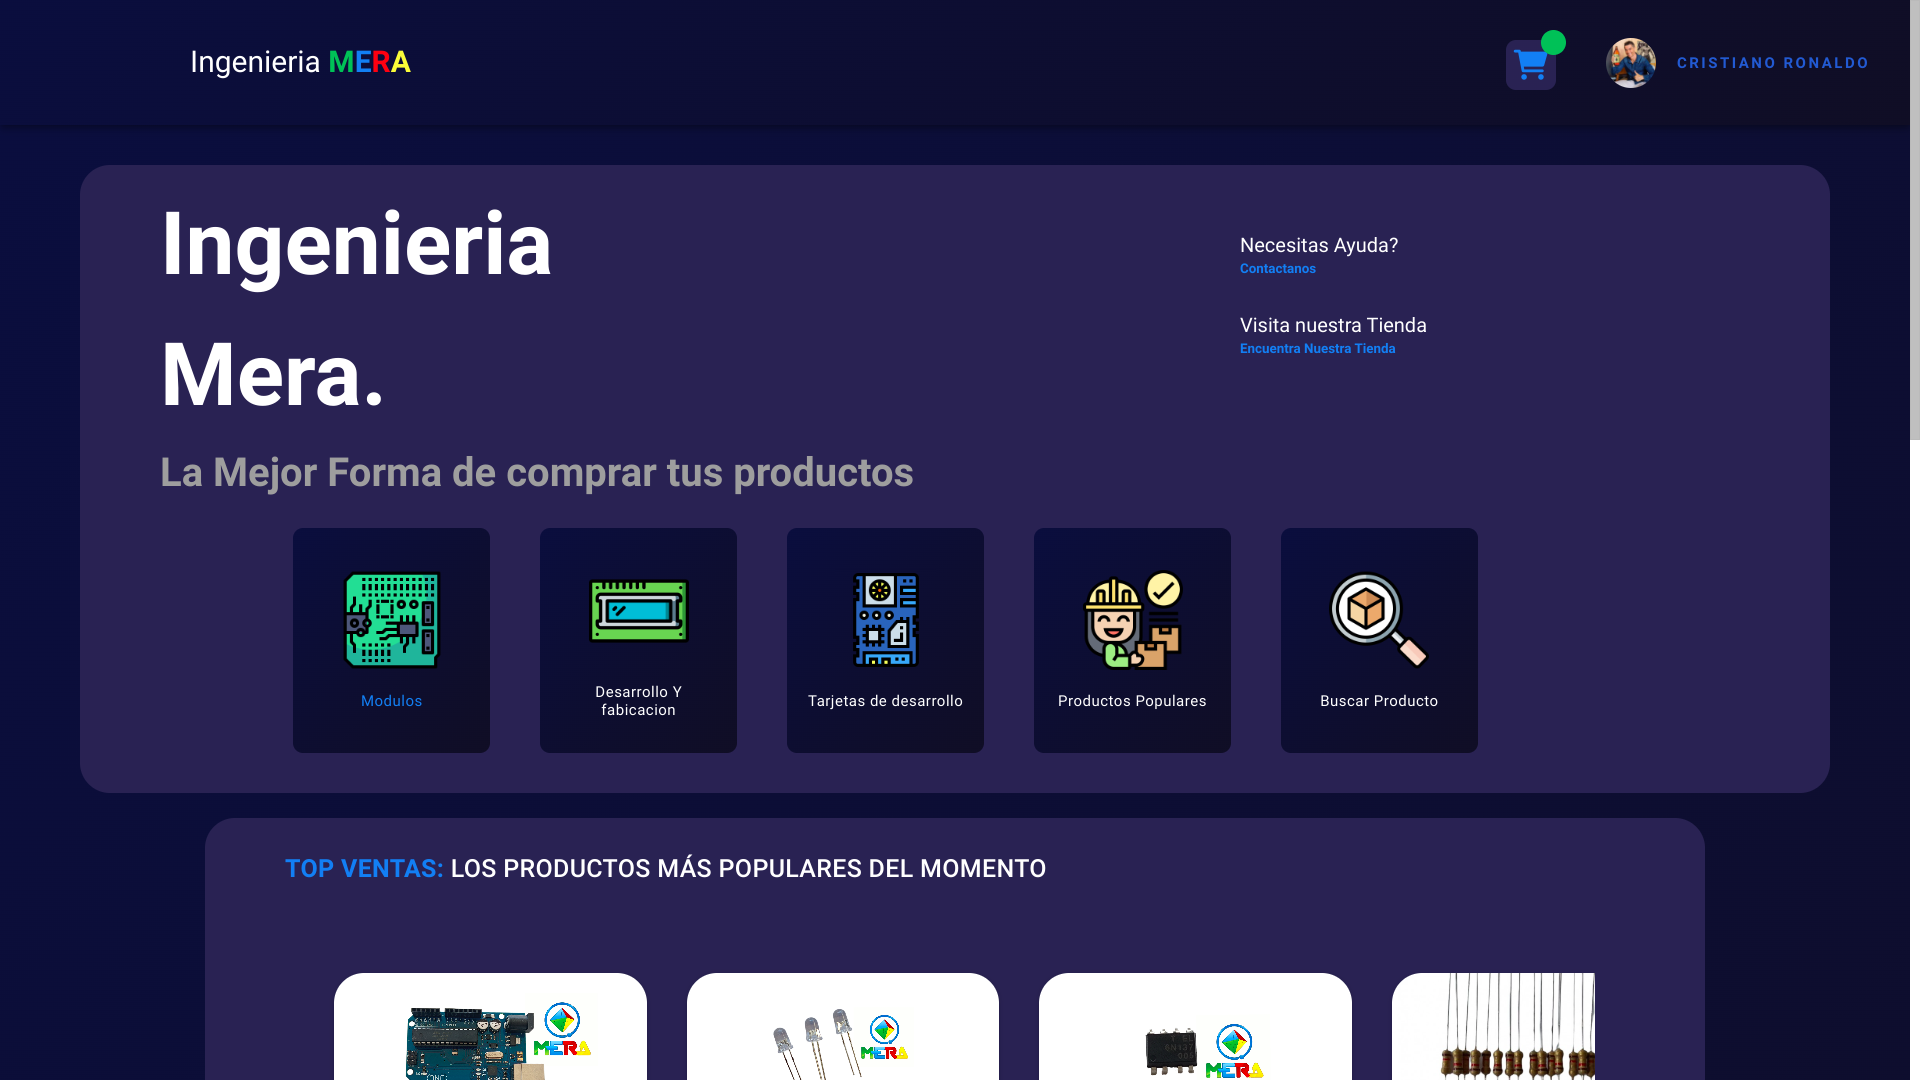 Ingenieria MERA
CRISTIANO RONALDO
Ingenieria
Mera.
La Mejor Forma de comprar tus productos
Necesitas Ayuda?
Contactanos
Visita nuestra Tienda
Encuentra Nuestra Tienda
Modulos
Desarrollo Y
fabicacion
Tarjetas de desarrollo
Productos Populares
Buscar Producto
TOP VENTAS: LOS PRODUCTOS MÁS POPULARES DEL MOMENTO
MERA
MERA
MERA